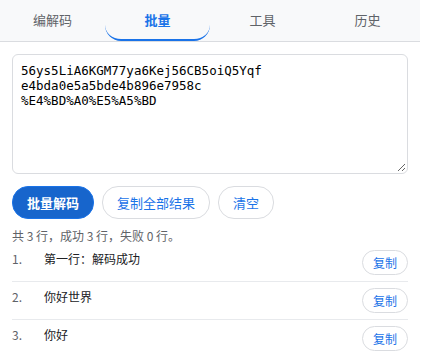 编解码
批量
工具
历史
56ys5LiA6KGM77ya6Kej56CB5oiQ5Yqf
e4bda0e5a5bde4b896e7958c
%E4%BD%A0%E5%A5%BD
批量解码
复制全部结果
清空
共 3 行，成功 3 行，失败 0 行。
1. 第一行：解码成功 复制
2. 你好世界 复制
3. 你好 复制